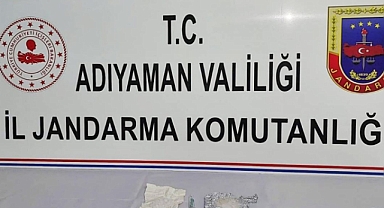 T.C.
ADIYAMAN VALİLİĞİ
İL JANDARMA KOMUTANLIĞ
JANDARMA